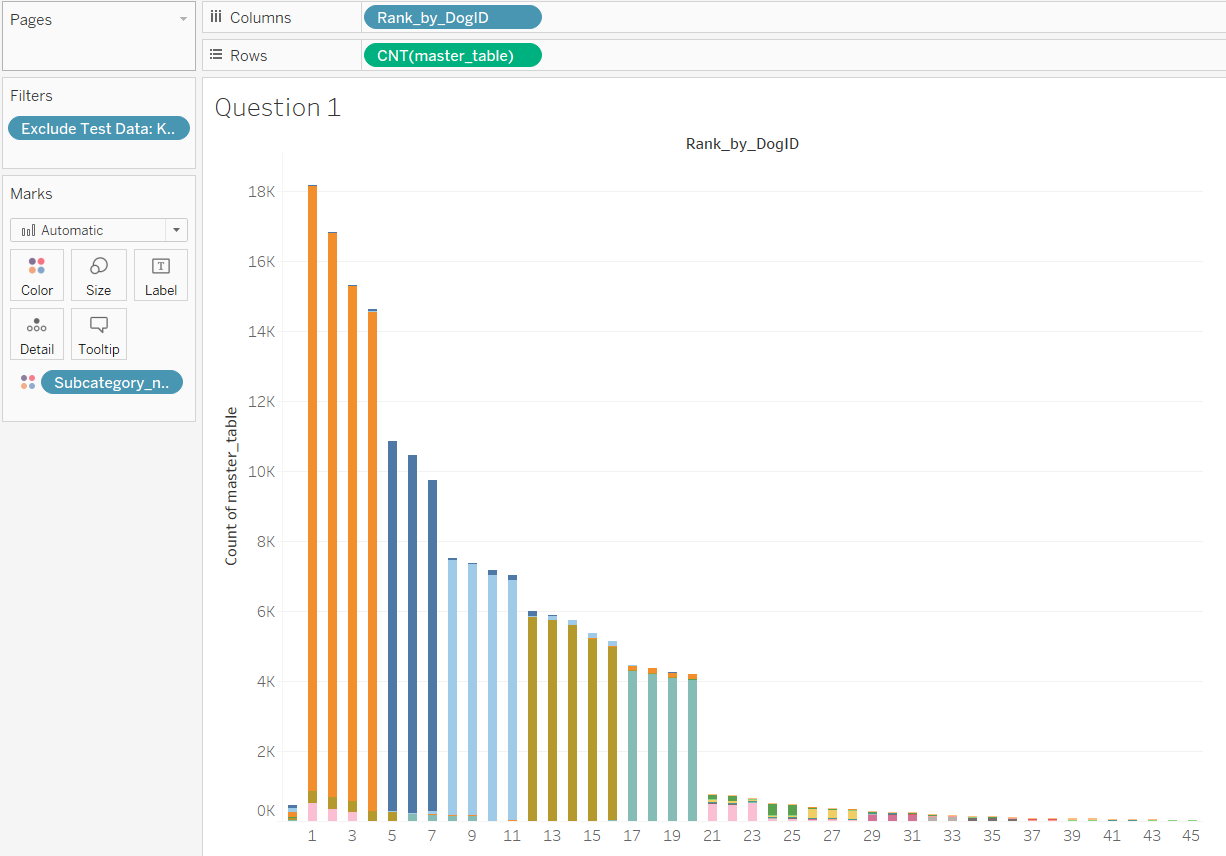 Pages
Columns
Rank_by_DogID
Rows
CNT(master_table)
Filters
Exclude Test Data: K..
Marks
Automatic
Color
Size
Label
Detail
Tooltip
Subcategory_n..
Question 1
Rank_by_DogID
Count of master_table
18K
16K
14K
12K
10K
8K
6K
4K
2K
0K
1 3 5 7 9 11 13 15 17 19 21 23 25 27 29 31 33 35 37 39 41 43 45